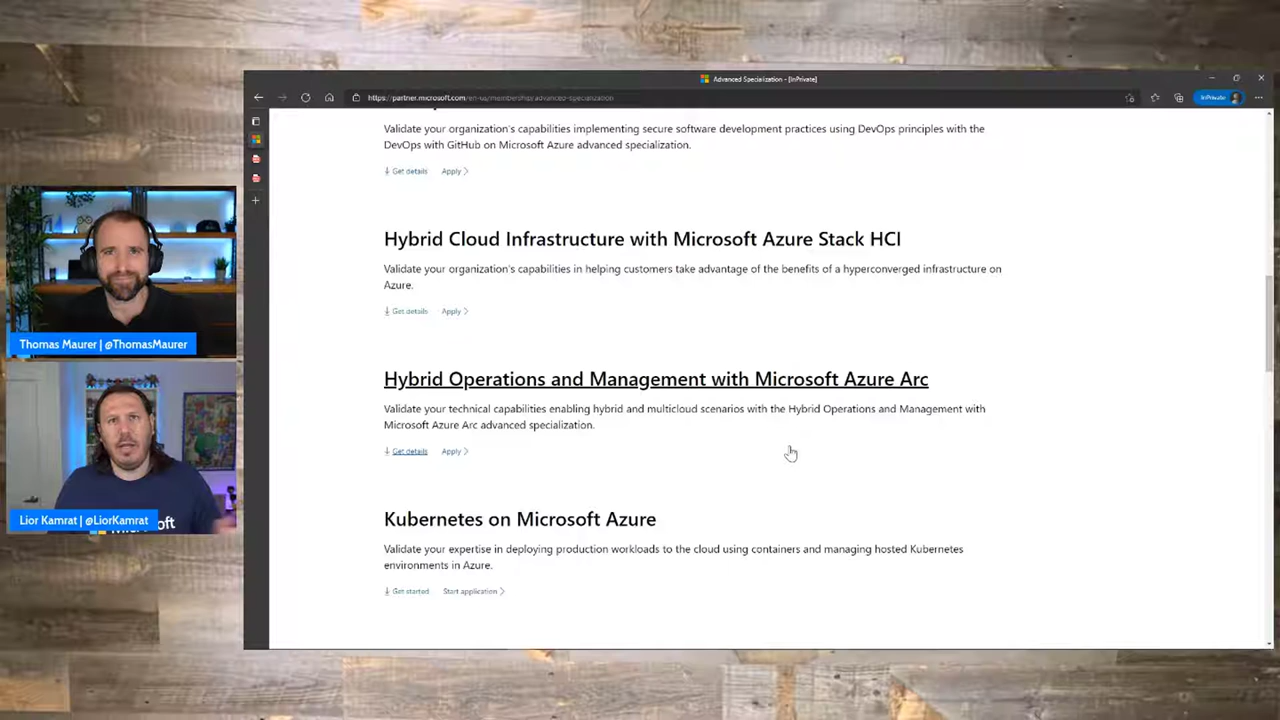 Advanced Specialization - [InPrivate]
https://partner.microsoft.com/en-us/membership/advanced-specialization
InPrivate
Validate your organization's capabilities implementing secure software development practices using DevOps principles with the
DevOps with GitHub on Microsoft Azure advanced specialization.
Get details Apply
Hybrid Cloud Infrastructure with Microsoft Azure Stack HCI
Validate your organization's capabilities in helping customers take advantage of the benefits of a hyperconverged infrastructure on
Azure.
Get details Apply
Hybrid Operations and Management with Microsoft Azure Arc
Validate your technical capabilities enabling hybrid and multicloud scenarios with the Hybrid Operations and Management with
Microsoft Azure Arc advanced specialization.
Get details Apply
Kubernetes on Microsoft Azure
Validate your expertise in deploying production workloads to the cloud using containers and managing hosted Kubernetes
environments in Azure.
Get started Start application
Thomas Maurer | @ThomasMaurer
Lior Kamrat | @LiorKamrat